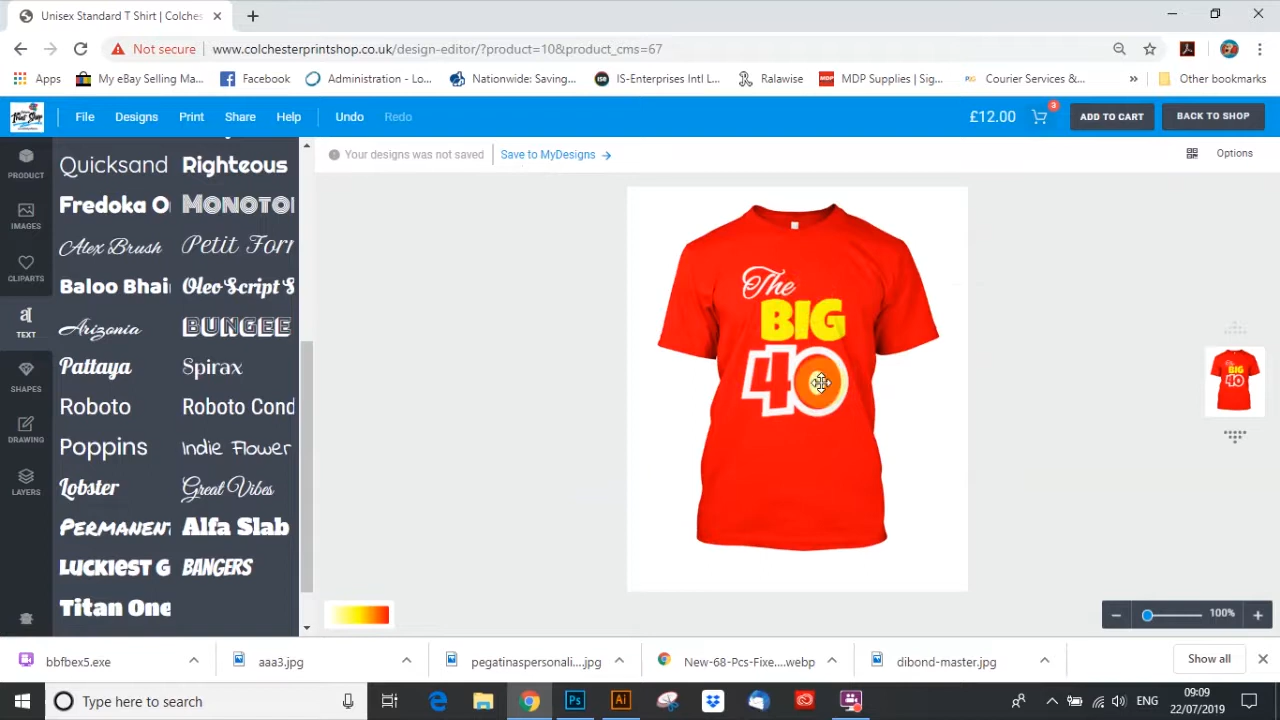 Unisex Standard T Shirt | Colches
Not secure
www.colchesterprintshop.co.uk/design-editor/?product=10&product_cms=67
Apps
My eBay Selling Ma...
Facebook
Administration - Lo...
Nationwide: Saving...
IS-Enterprises Intl L...
Ralawise
MDP Supplies | Sig...
Courier Services &...
Other bookmarks
File
Designs
Print
Share
Help
Undo
Redo
£12.00
3
ADD TO CART
BACK TO SHOP
Your designs was not saved
Save to MyDesigns
Options
PRODUCT
IMAGES
CLIPARTS
TEXT
SHAPES
DRAWING
LAYERS
Quicksand
Righteous
Fredoka O
MONOTO
Alex Brush
Petit Forr
Baloo Bhai
Oleo Script S
Arizonia
BUNGEE
Pattaya
Spirax
Roboto
Roboto Cond
Poppins
Indie Flower
Lobster
Great Vibes
PERMANENT
Alfa Slab
LUCKIEST G
BANGERS
Titan One
The
BIG
40
The
BIG
40
100%
bbfbex5.exe
aaa3.jpg
pegatinaspersonali....jpg
New-68-Pcs-Fixe....webp
dibond-master.jpg
Show all
Type here to search
ENG
09:09
22/07/2019